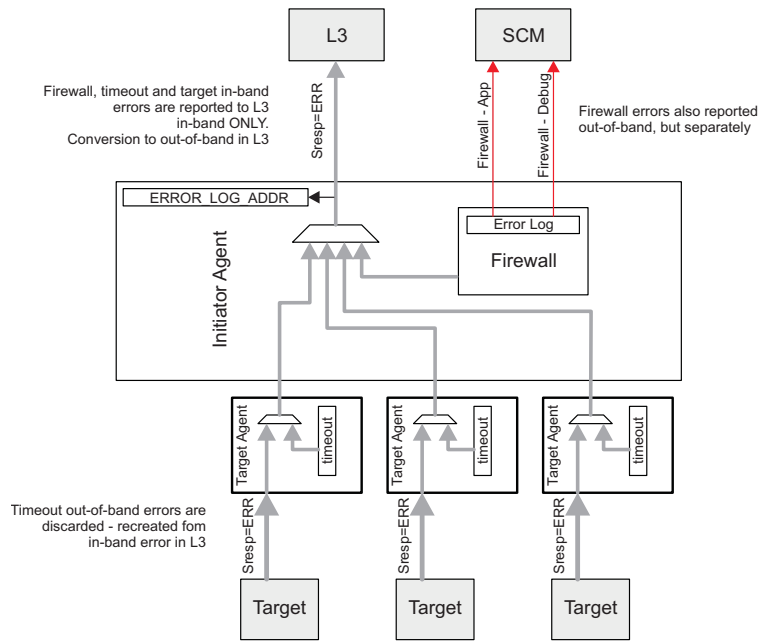 L3
SCM
Firewall, timeout and target in-band
errors are reported to L3
in-band ONLY.
Conversion to out-of-band in L3
Sresp=ERR
Firewall - App
Firewall - Debug
Firewall errors also reported
out-of-band, but separately
ERROR_LOG_ADDR
Error Log
Firewall
Initiator Agent
Target Agent
timeout
Target Agent
timeout
Target Agent
timeout
Timeout out-of-band errors are
discarded - recreated fom
in-band error in L3
Sresp=ERR
Sresp=ERR
Sresp=ERR
Target
Target
Target